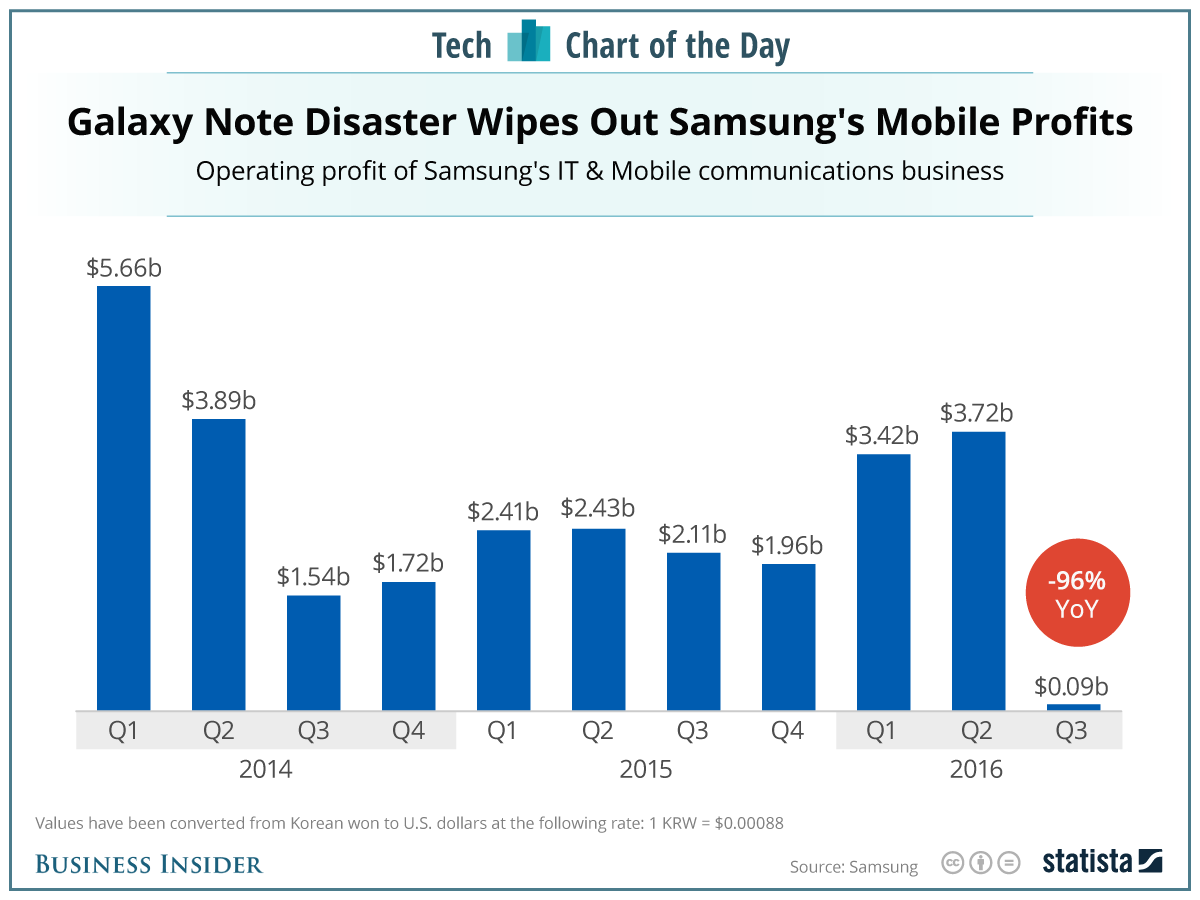 Tech Chart of the Day
Galaxy Note Disaster Wipes Out Samsung's Mobile Profits
Operating profit of Samsung's IT & Mobile communications business
$5.66b
$3.89b
$1.54b
$1.72b
$2.41b
$2.43b
$2.11b
$1.96b
$3.42b
$3.72b
-96%
YoY
$0.09b
Q1 Q2 Q3 Q4 Q1 Q2 Q3 Q4 Q1 Q2 Q3
2014 2015 2016
Values have been converted from Korean won to U.S. dollars at the following rate: 1 KRW = $0.00088
BUSINESS INSIDER
Source: Samsung
cc
statista